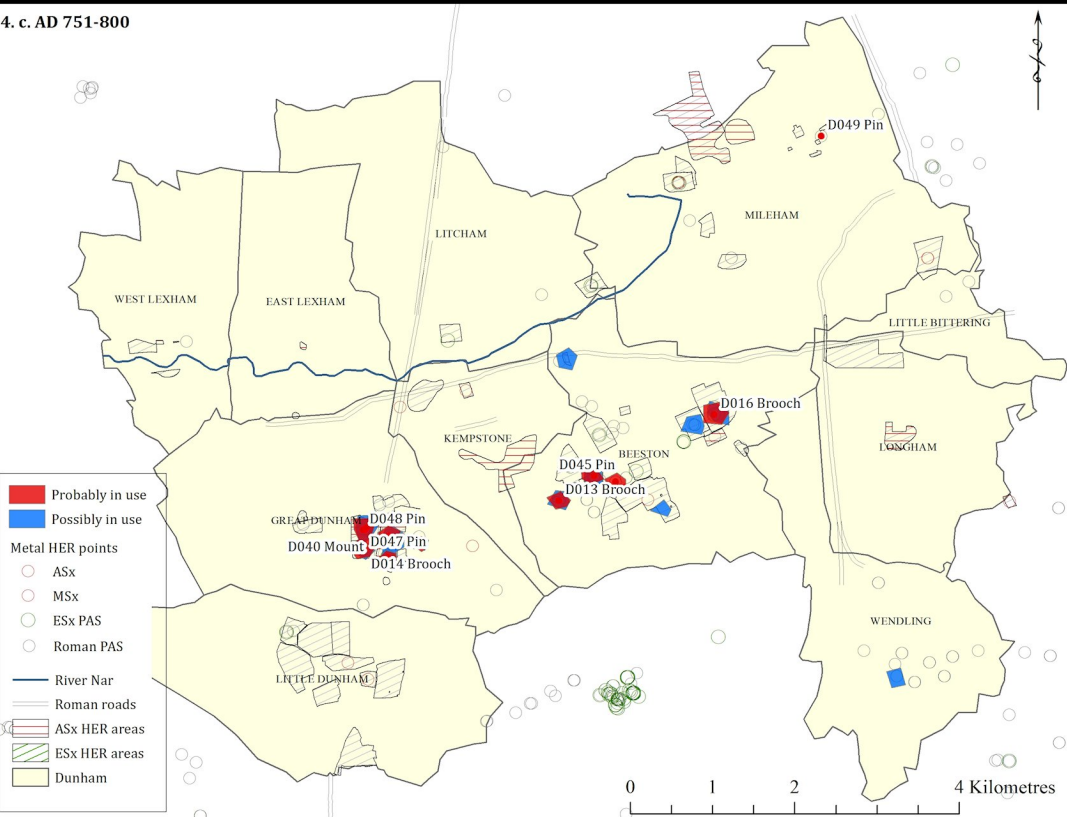 4. c. AD 751-800
D049 Pin
MILEHAM
LITCHAM
WEST LEXHAM
EAST LEXHAM
LITTLE BITTERING
D016 Brooch
KEMPSTONE
BEESTON
LONGHAM
D045 Pin
D013 Brooch
GREAT DUNHAM
D048 Pin
D040 Mount
D047 Pin
D014 Brooch
WENDLING
LITTLE DUNHAM
Probably in use
Possibly in use
Metal HER points
ASx
MSx
ESx PAS
Roman PAS
River Nar
Roman roads
ASx HER areas
ESx HER areas
Dunham
0 1 2 4 Kilometres